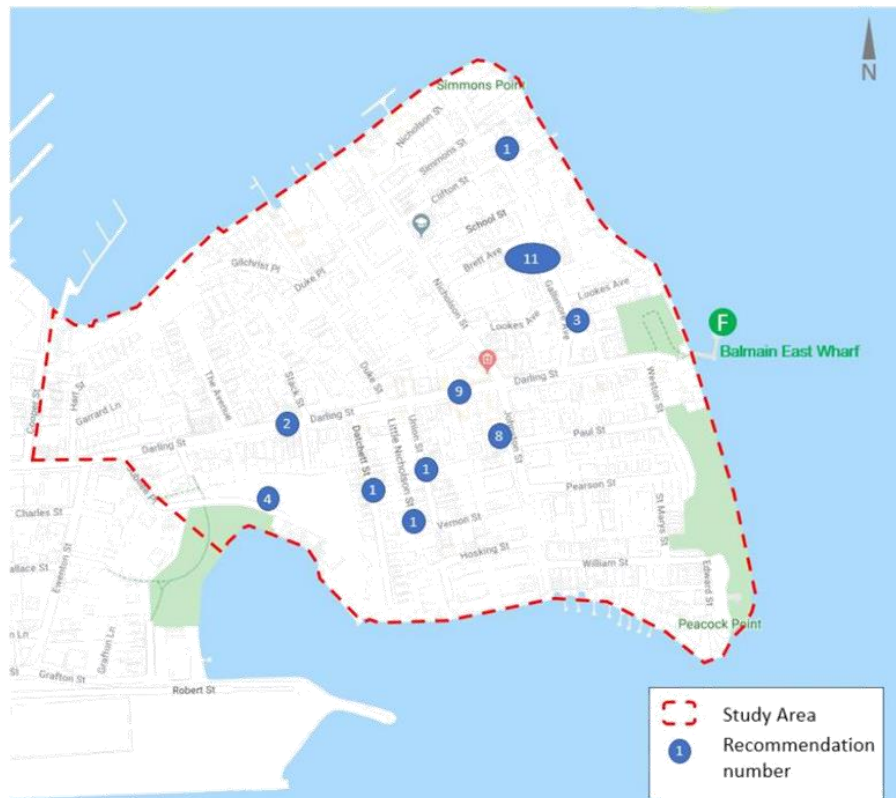 N
Simmons Point
Nicholson St
Simmons St
1
Clifton St
School St
Brett Ave
11
Gilchrist Pl
Duke Pl
Nicholson St
Gallimore Ave
Lookes Ave
3
Lookes Ave
F
Balmain East Wharf
Cooper St
Hart St
The Avenue
Stack St
Duke St
Darling St
Weston St
9
Garrard Ln
2
Darling St
Union St
8
Johnston St
Paul St
Darling St
Datchett St
Little Nicholson St
1
1
4
Pearson St
Charles St
1
Vernon St
St Marys St
Hosking St
Ewenton St
William St
Edward St
Grafton Ln
Peacock Point
Grafton St
Robert St
Study Area
1
Recommendation
number